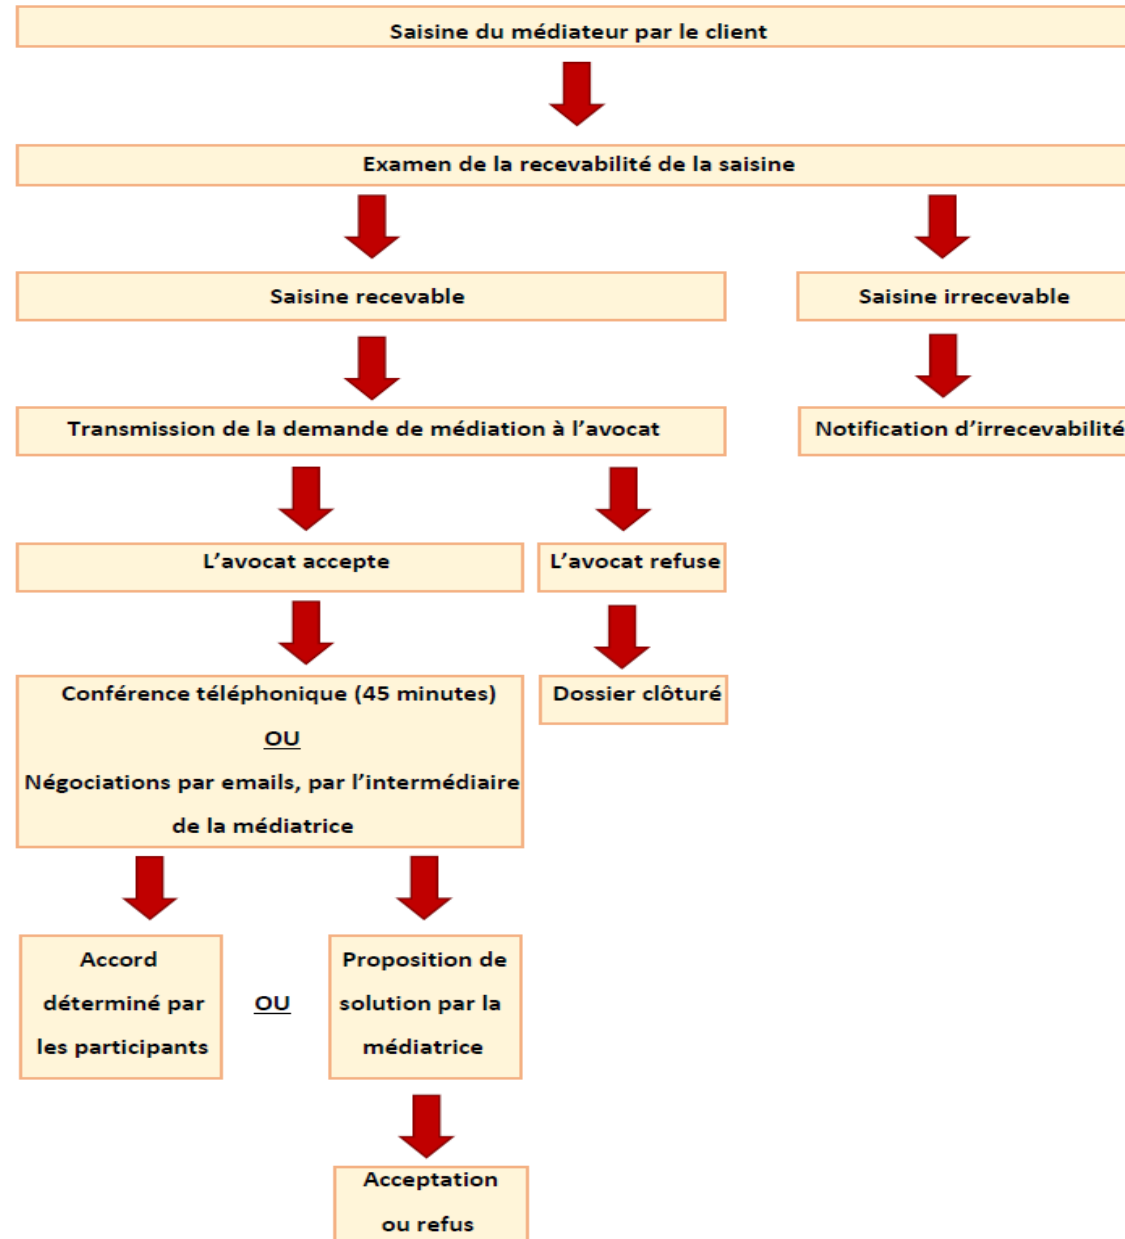 Saisine du médiateur par le client
Examen de la recevabilité de la saisine
Saisine recevable
Saisine irrecevable
Transmission de la demande de médiation à l’avocat
Notification d’irrecevabilité
L’avocat accepte
L’avocat refuse
Conférence téléphonique (45 minutes)
OU
Négociations par emails, par l’intermédiaire
de la médiatrice
Dossier clôturé
Accord
déterminé par
les participants
OU
Proposition de
solution par la
médiatrice
Acceptation
ou refus